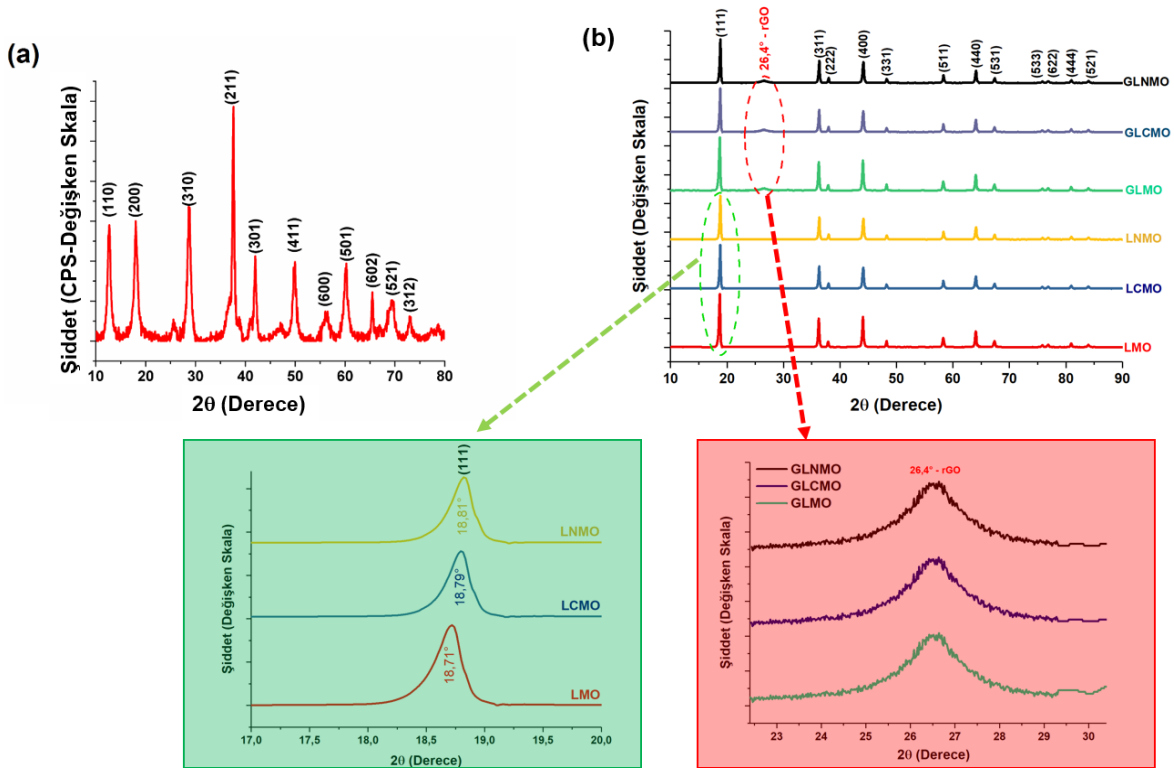 (a)
Şiddet (CPS-Değişken Skala)
(110)
(200)
(310)
(211)
(301)
(411)
(600)
(501)
(602)
(521)
(312)
10 20 30 40 50 60 70 80
2θ (Derece)
(b)
Şiddet (Değişken Skala)
(111)
26,4° - rGO
(311)
(222)
(400)
(331)
(511)
(440)
(531)
(533)
(622)
(444)
(521)
GLNMO
GLCMO
GLMO
LNMO
LCMO
LMO
10 20 30 40 50 60 70 80 90
2θ (Derece)
Şiddet (Değişken Skala)
(111)
18,81°
LNMO
18,79°
LCMO
18,71°
LMO
17,0 17,5 18,0 18,5 19,0 19,5 20,0
2θ (Derece)
Şiddet (Değişken Skala)
GLNMO
GLCMO
GLMO
26,4° - rGO
23 24 25 26 27 28 29 30
2θ (Derece)